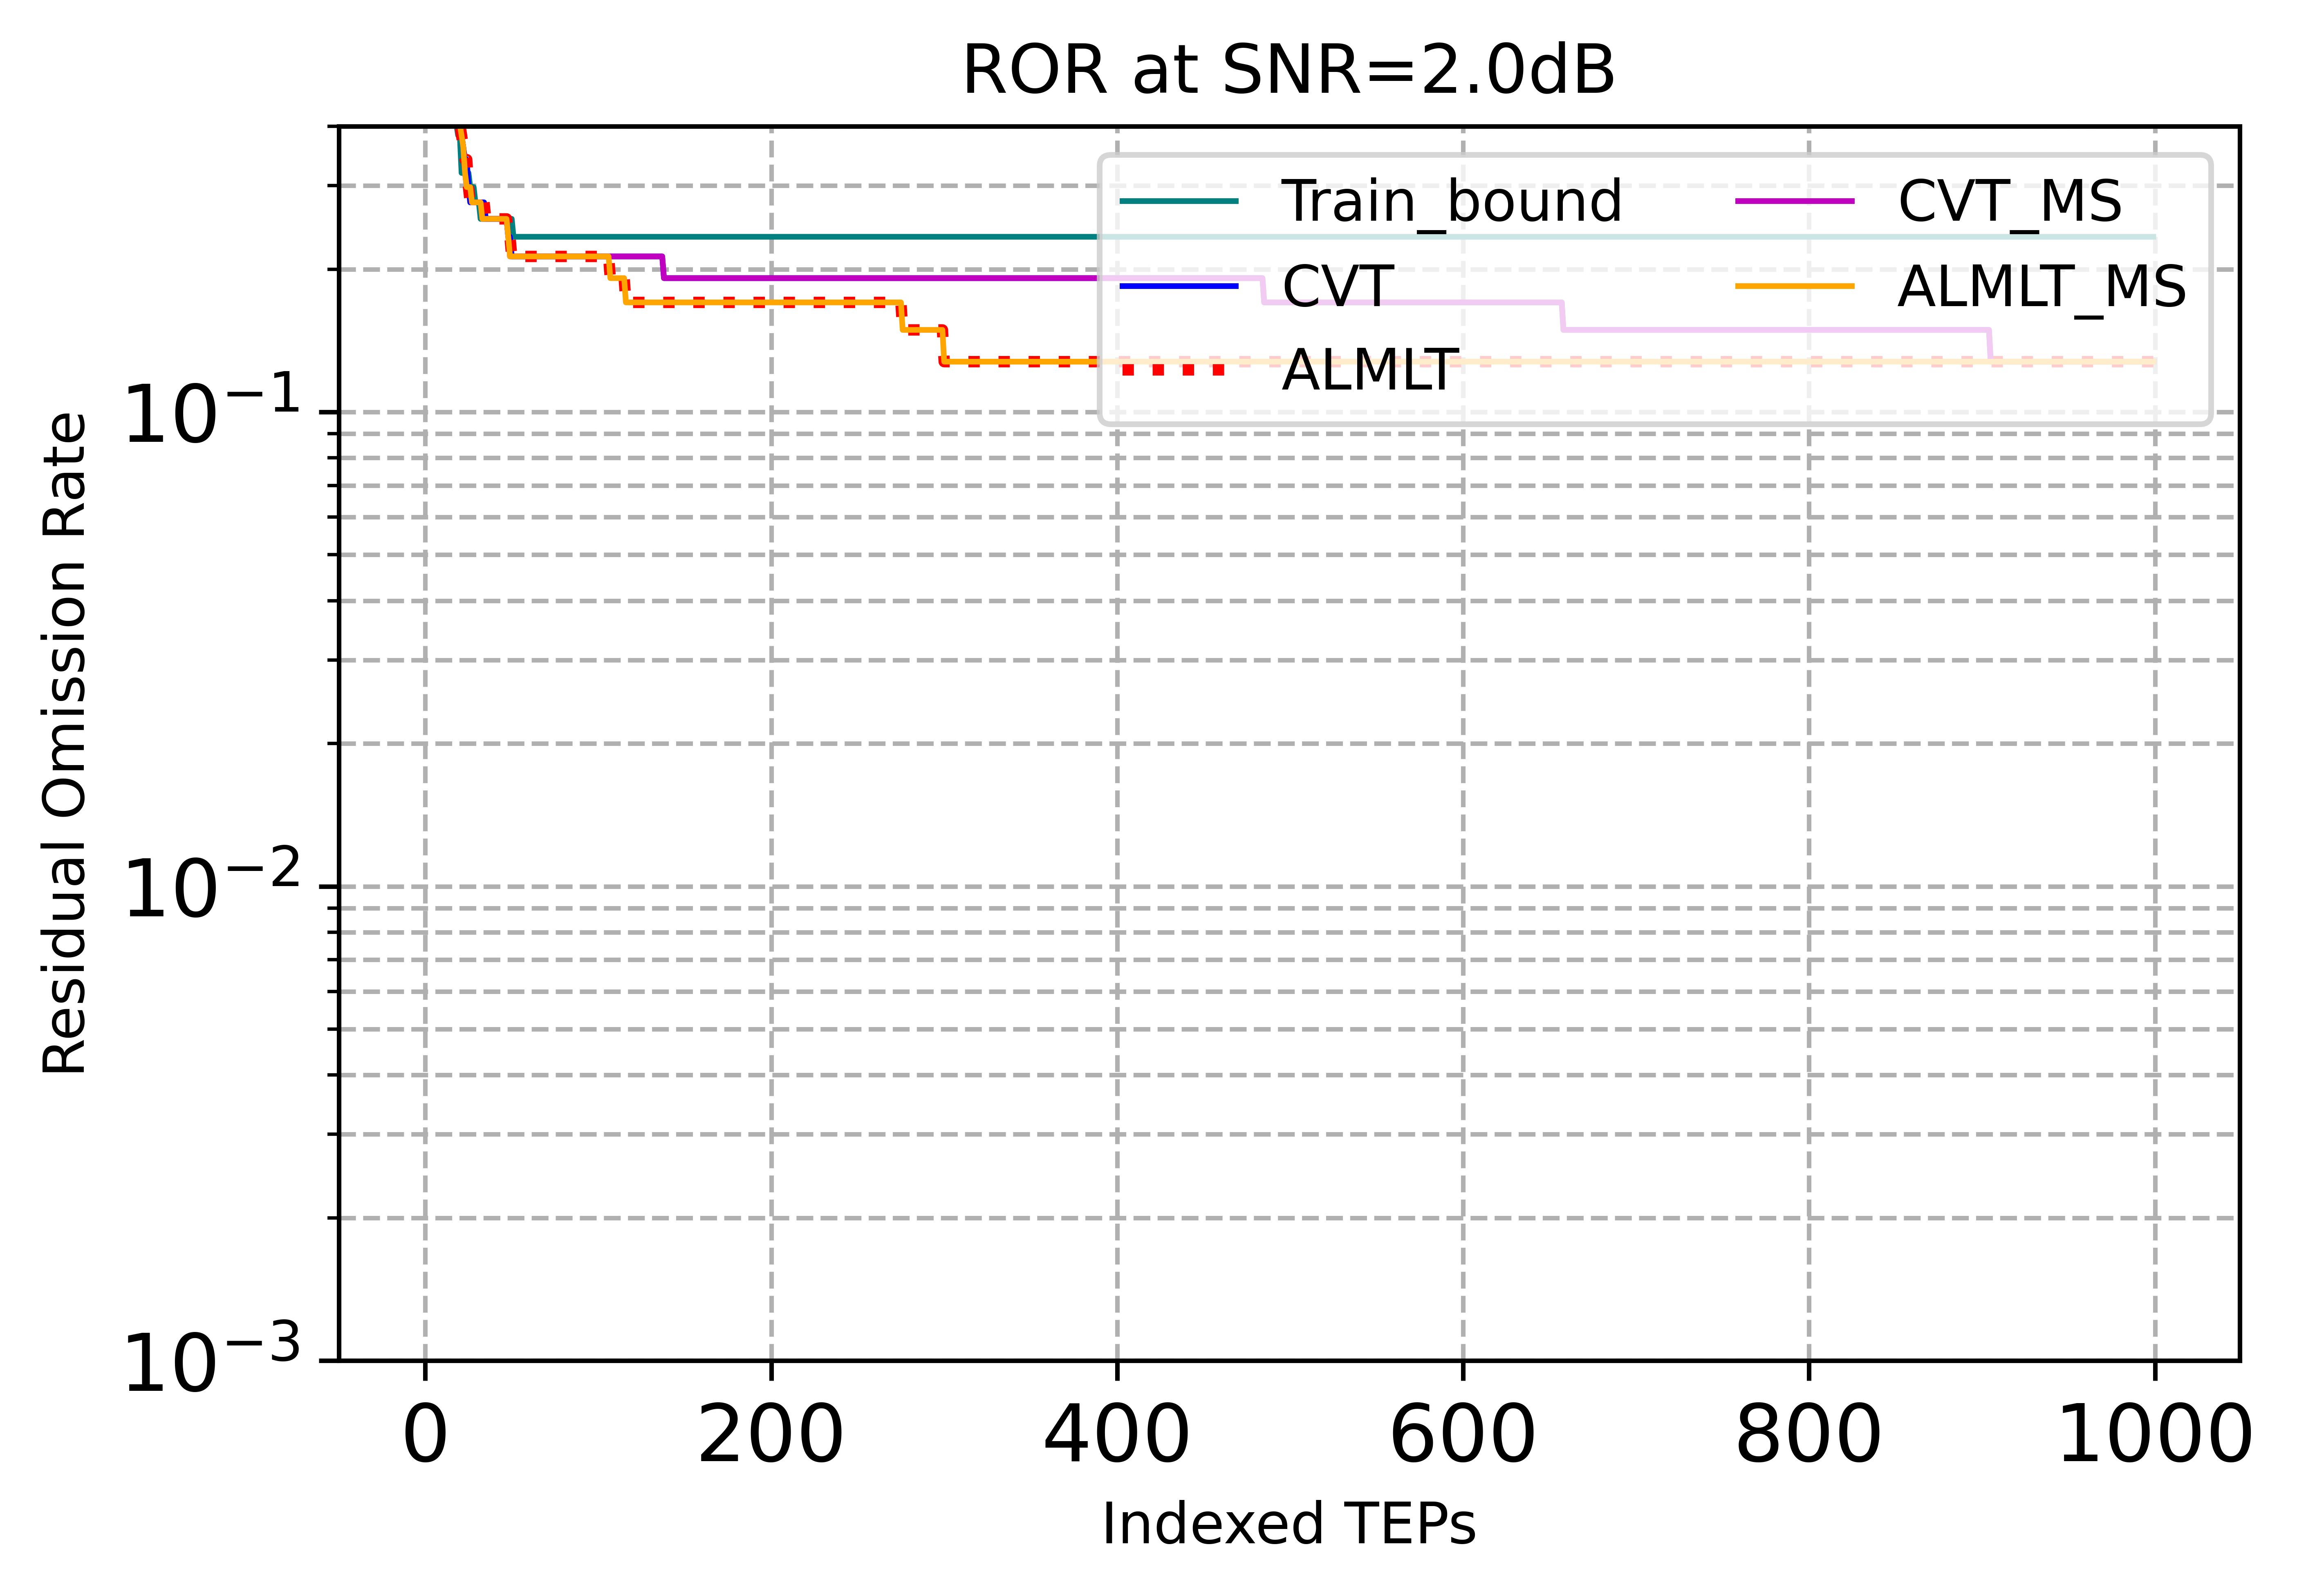 ROR at SNR=2.0dB
Train_bound
CVT
ALMLT
CVT_MS
ALMLT_MS
Residual Omission Rate
10⁻¹
10⁻²
10⁻³
0 200 400 600 800 1000
Indexed TEPs